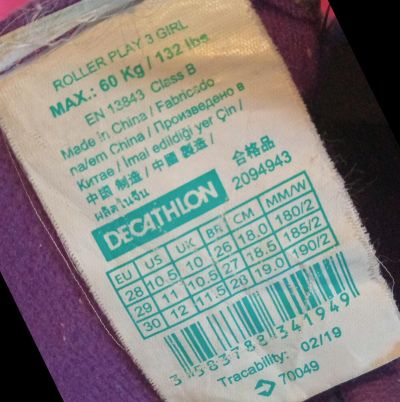 ROLLER PLAY 3 GIRL
MAX.: 60 Kg / 132 lbs
EN 13843 Class B
Made in China / Fabricado
na/em China / Произведено в
Китае / İmal edildiği yer Çin /
中国 制造 / 中國 製造 /
ผลิตในจีน 合格品
DECATHLON 2094943
EU US UK BR CM MM/W
28 10.5 10 26 18.0 180/2
29 11 10.5 27 18.5 185/2
30 12 11.5 28 19.0 190/2
3 583788 341949
Tracability: 02/19
70049